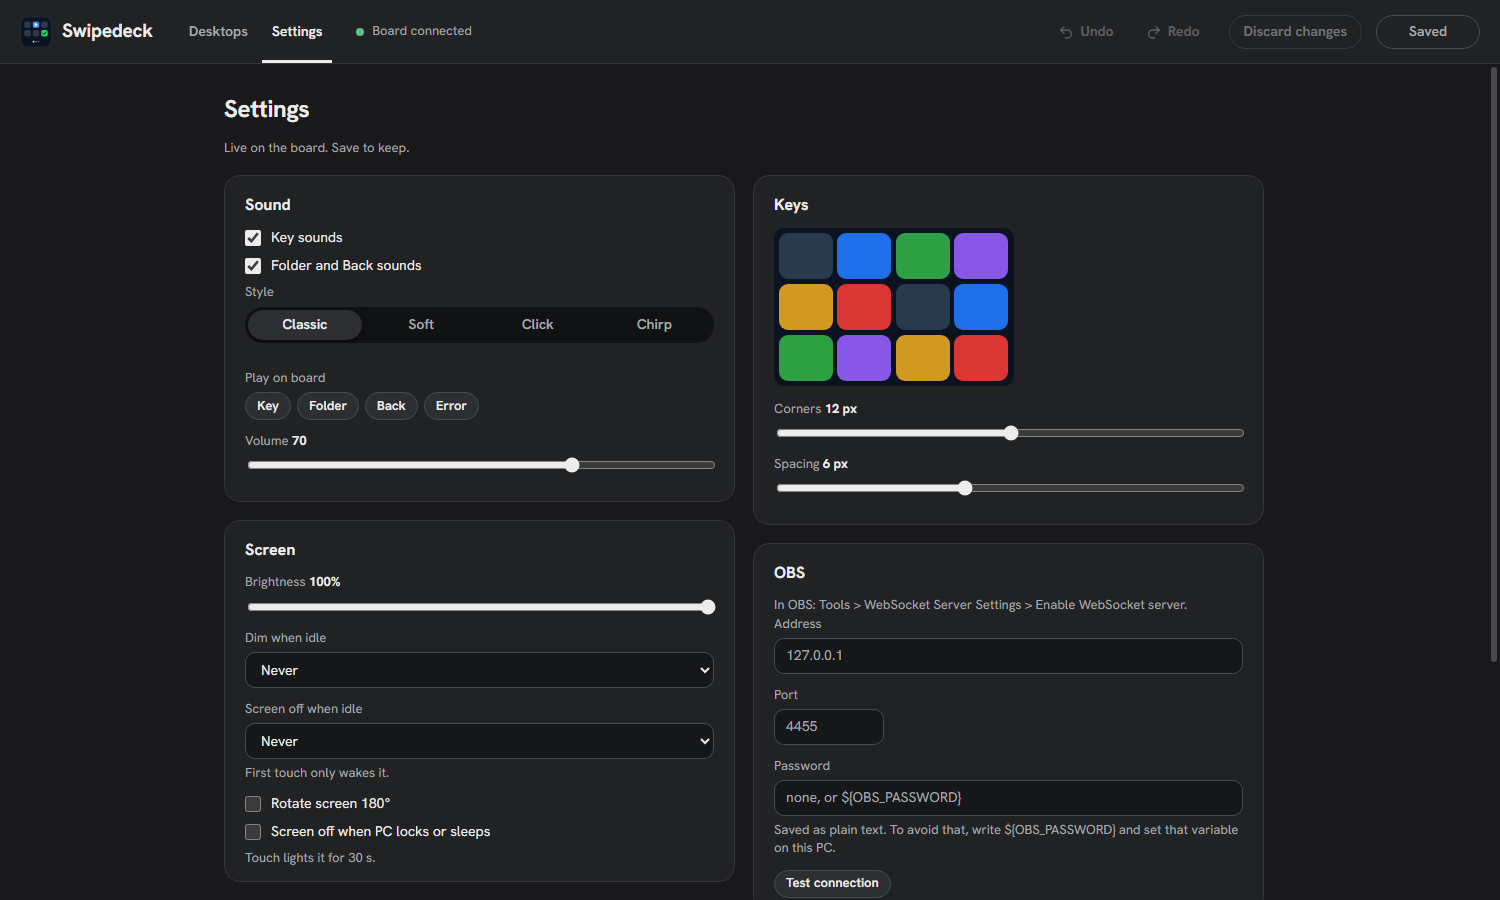 Swipedeck
Desktops
Settings
Board connected
Undo
Redo
Discard changes
Saved
Settings
Live on the board. Save to keep.
Sound
Key sounds
Folder and Back sounds
Style
Classic
Soft
Click
Chirp
Play on board
Key
Folder
Back
Error
Volume 70
Screen
Brightness 100%
Dim when idle
Never
Screen off when idle
Never
First touch only wakes it.
Rotate screen 180°
Screen off when PC locks or sleeps
Touch lights it for 30 s.
Keys
Corners 12 px
Spacing 6 px
OBS
In OBS: Tools > WebSocket Server Settings > Enable WebSocket server.
Address
127.0.0.1
Port
4455
Password
none, or ${OBS_PASSWORD}
Saved as plain text. To avoid that, write ${OBS_PASSWORD} and set that variable
on this PC.
Test connection